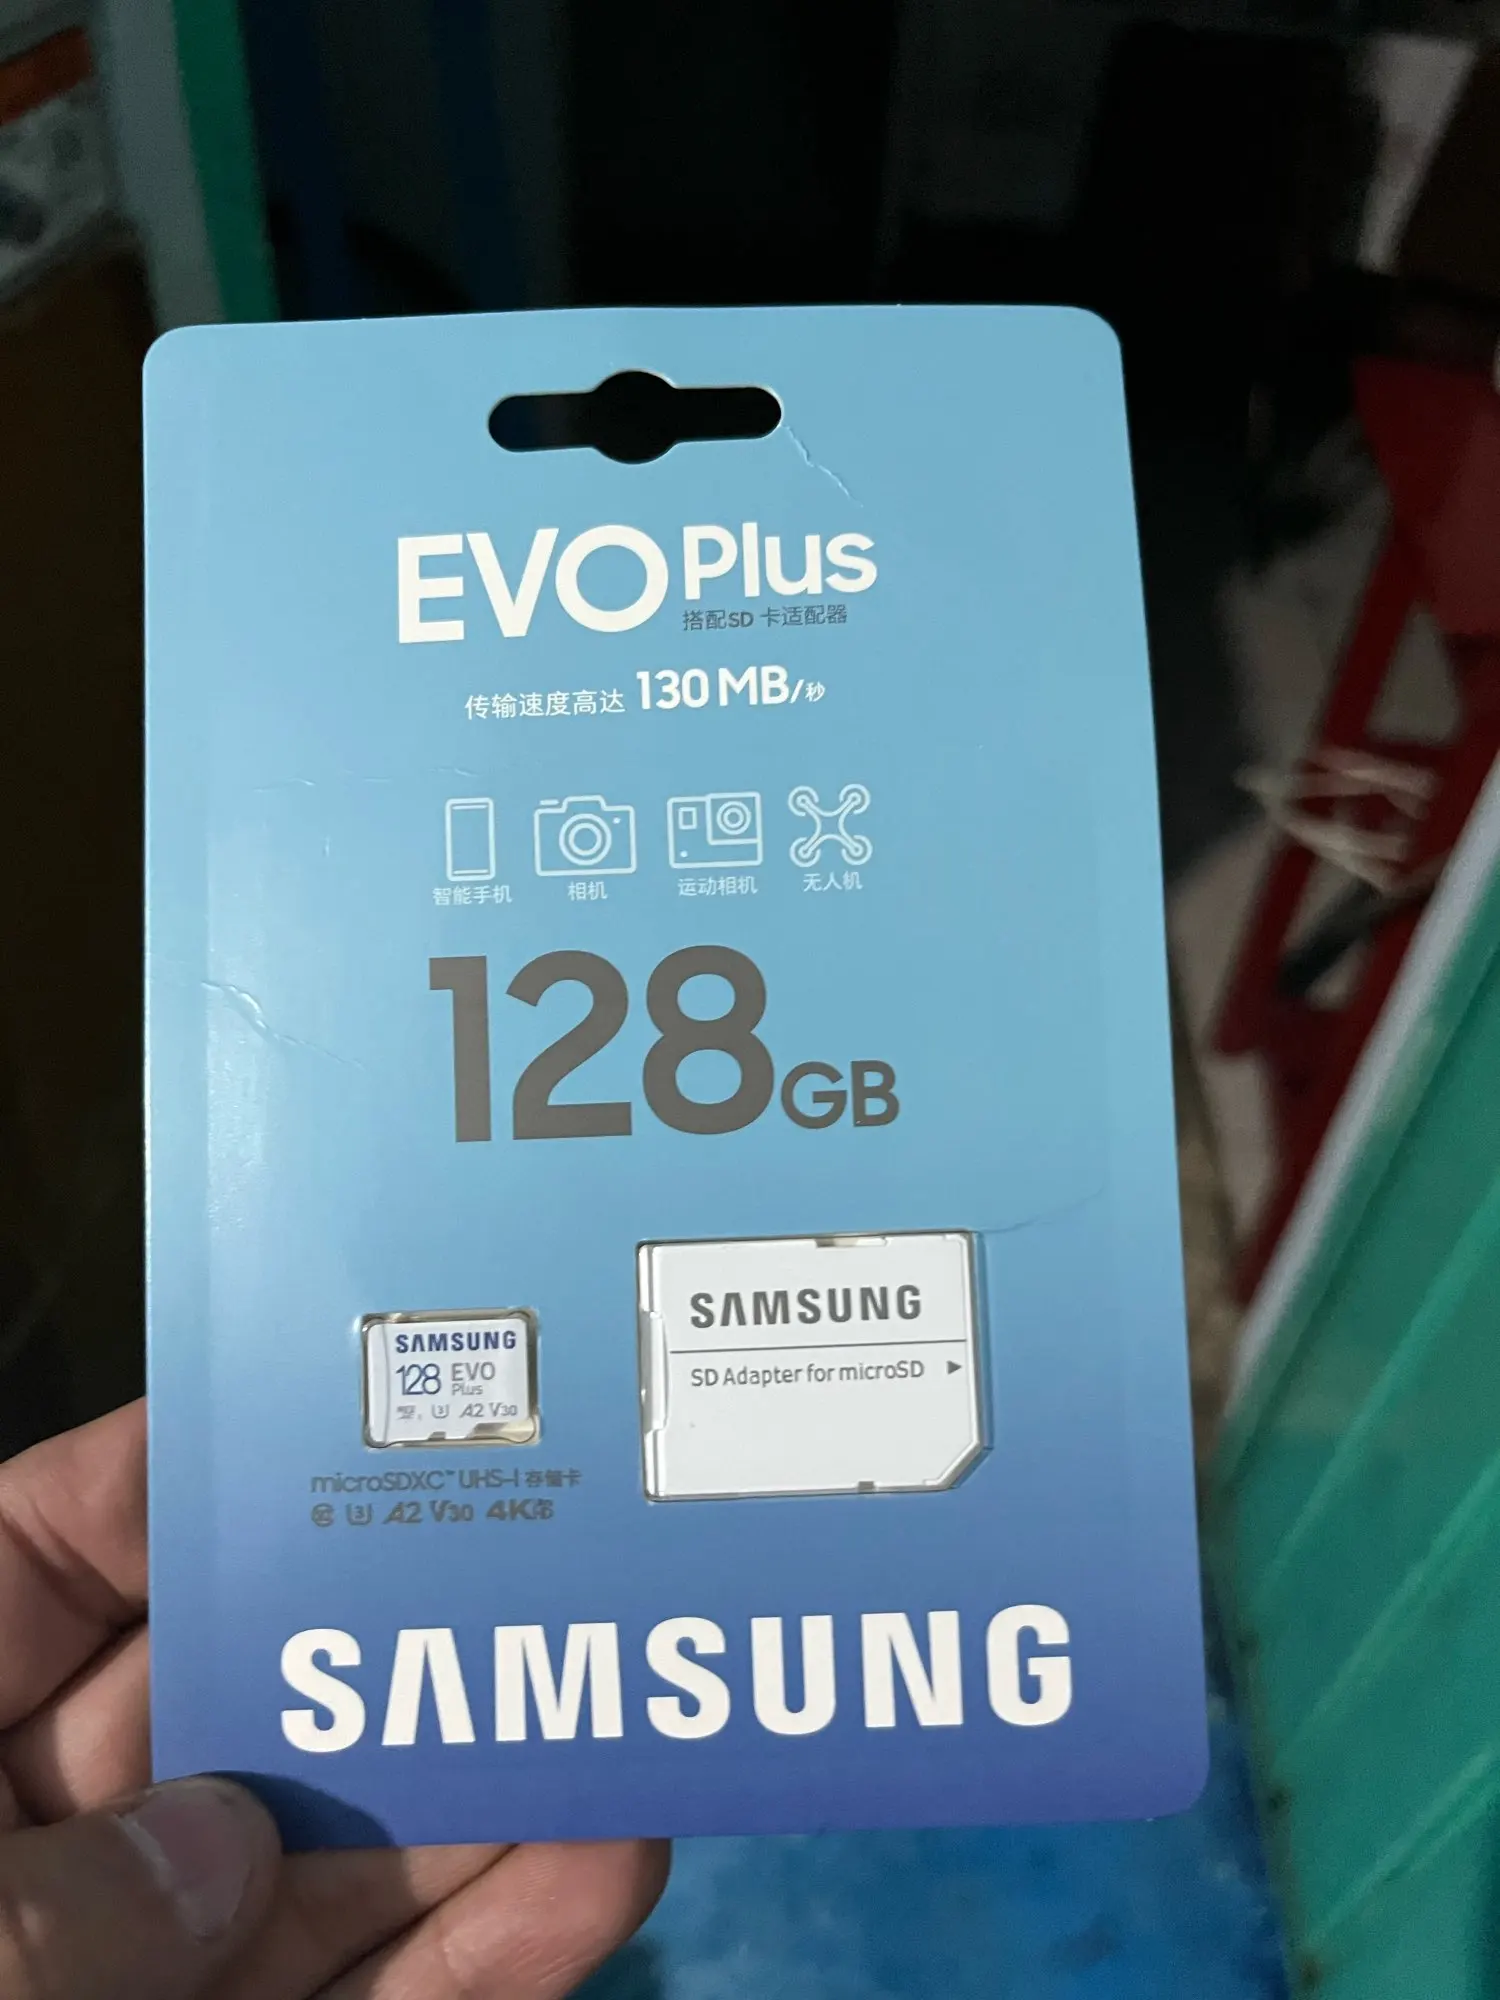 EVO Plus
搭配SD 卡适配器
传输速度高达 130 MB/秒
智能手机 相机 运动相机 无人机
128GB
SAMSUNG
128 EVO
Plus
U3 A2 V30
SAMSUNG
SD Adapter for microSD ▶
microSDXC™ UHS-I 存储卡
A2 V30 4K
SAMSUNG